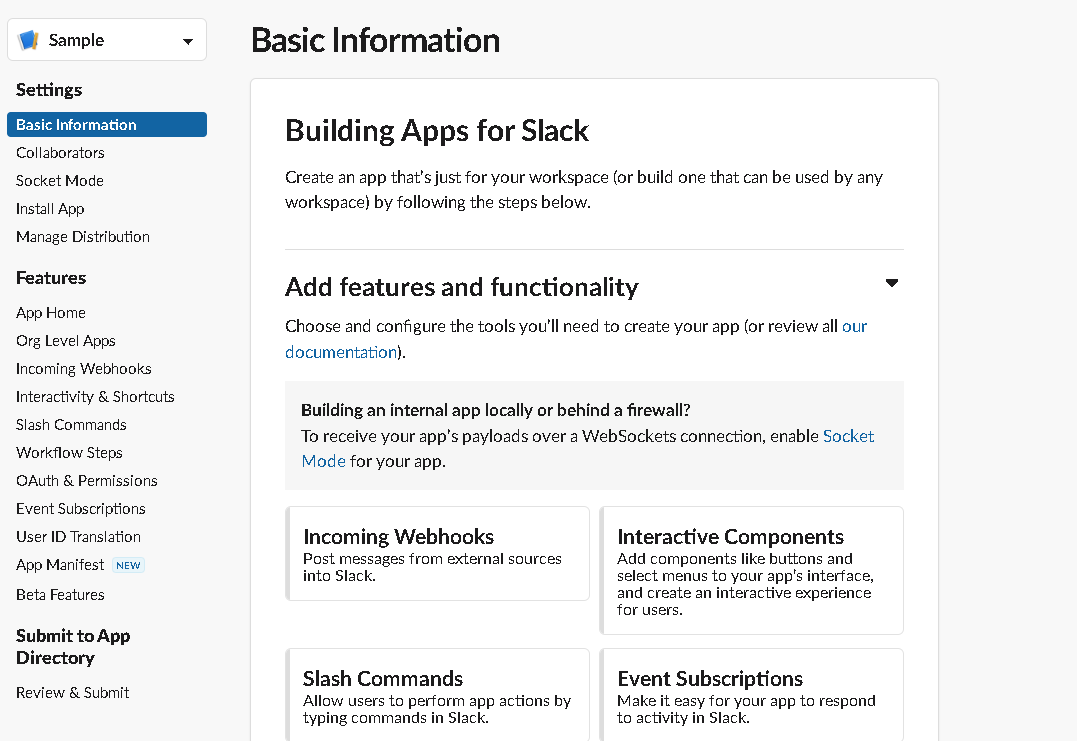 Sample
Settings
Basic Information
Collaborators
Socket Mode
Install App
Manage Distribution
Features
App Home
Org Level Apps
Incoming Webhooks
Interactivity & Shortcuts
Slash Commands
Workflow Steps
OAuth & Permissions
Event Subscriptions
User ID Translation
App Manifest NEW
Beta Features
Submit to App
Directory
Review & Submit
Basic Information
Building Apps for Slack
Create an app that's just for your workspace (or build one that can be used by any
workspace) by following the steps below.
Add features and functionality
Choose and configure the tools you'll need to create your app (or review all our
documentation).
Building an internal app locally or behind a firewall?
To receive your app's payloads over a WebSockets connection, enable Socket
Mode for your app.
Incoming Webhooks
Post messages from external sources
into Slack.
Interactive Components
Add components like buttons and
select menus to your app's interface,
and create an interactive experience
for users.
Slash Commands
Allow users to perform app actions by
typing commands in Slack.
Event Subscriptions
Make it easy for your app to respond
to activity in Slack.